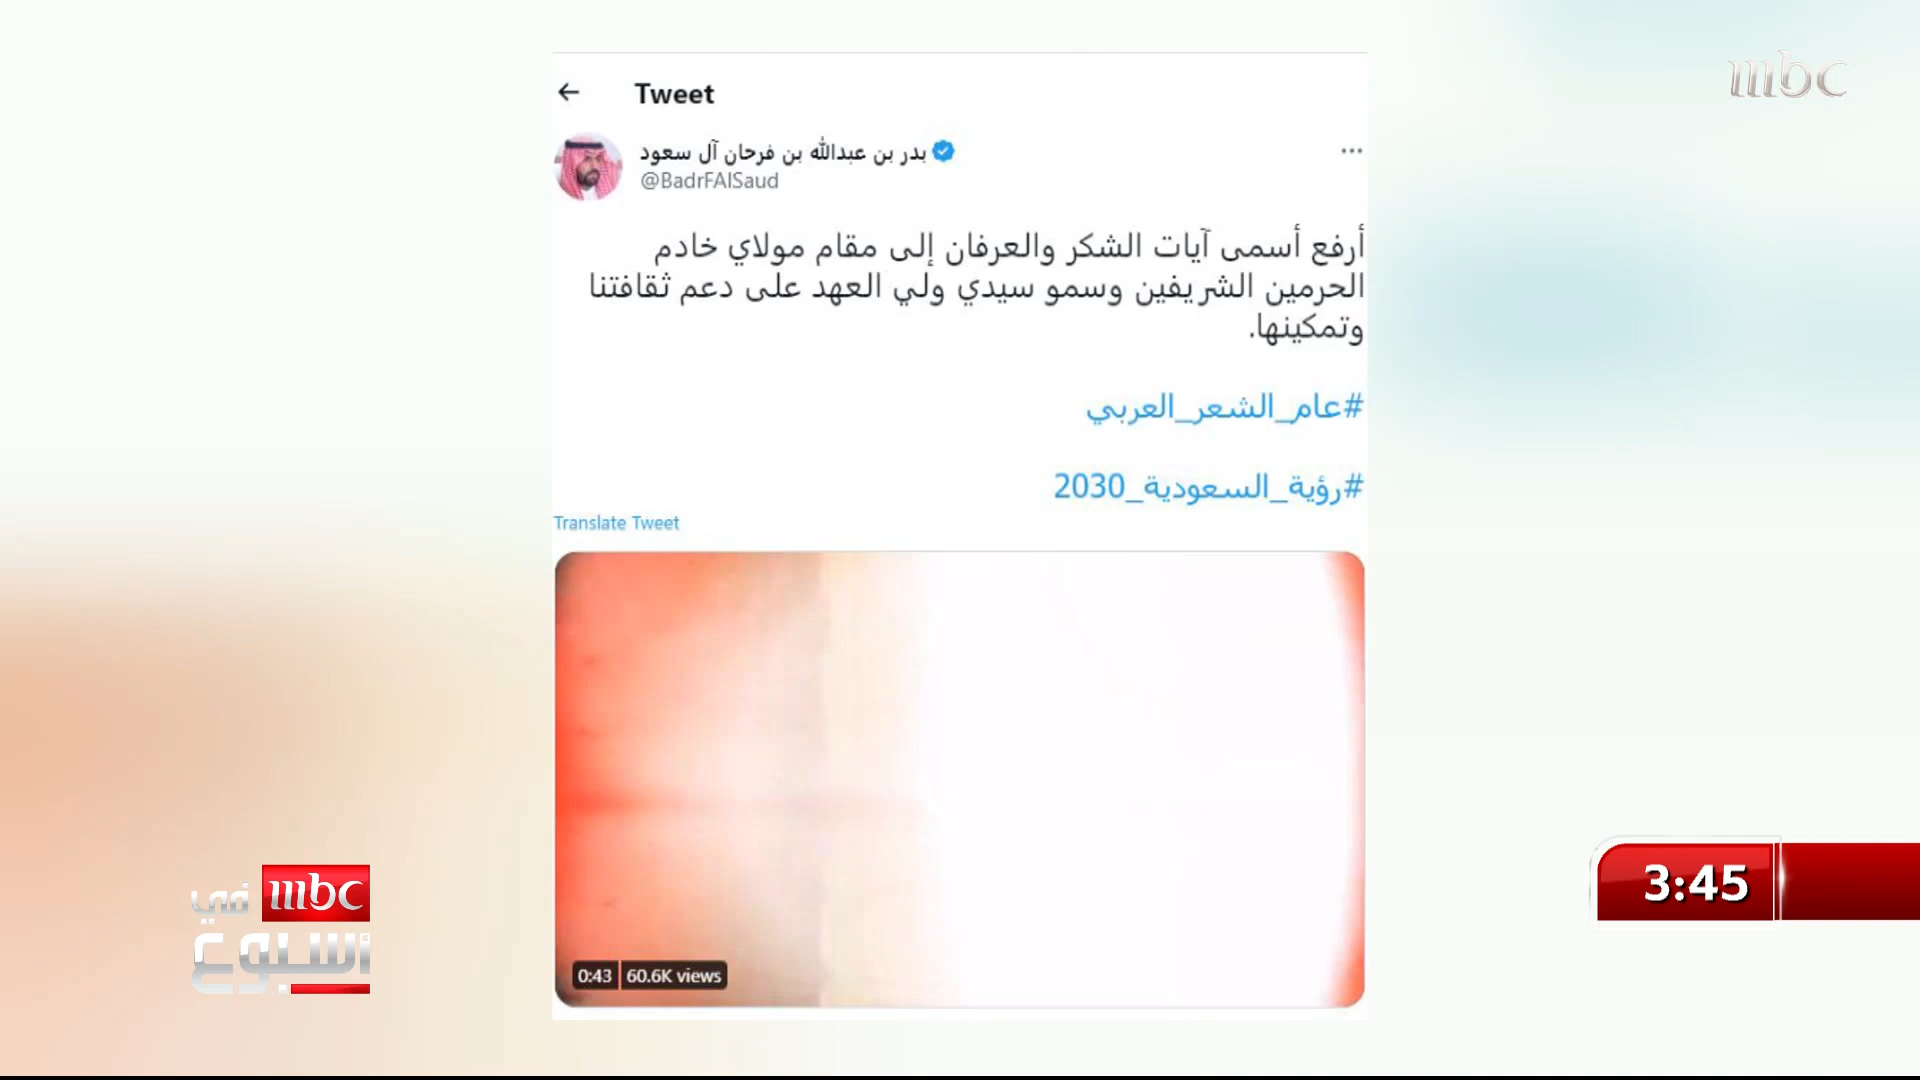 mbc
Tweet
بدر بن عبدالله بن فرحان آل سعود
@BadrFAlSaud
أرفع أسمى آيات الشكر والعرفان إلى مقام مولاي خادم
الحرمين الشريفين وسمو سيدي ولي العهد على دعم ثقافتنا
وتمكينها.
#عام_الشعر_العربي
#رؤية_السعودية_2030
Translate Tweet
0:43 60.6K views
3:45
mbc في
أسبوع